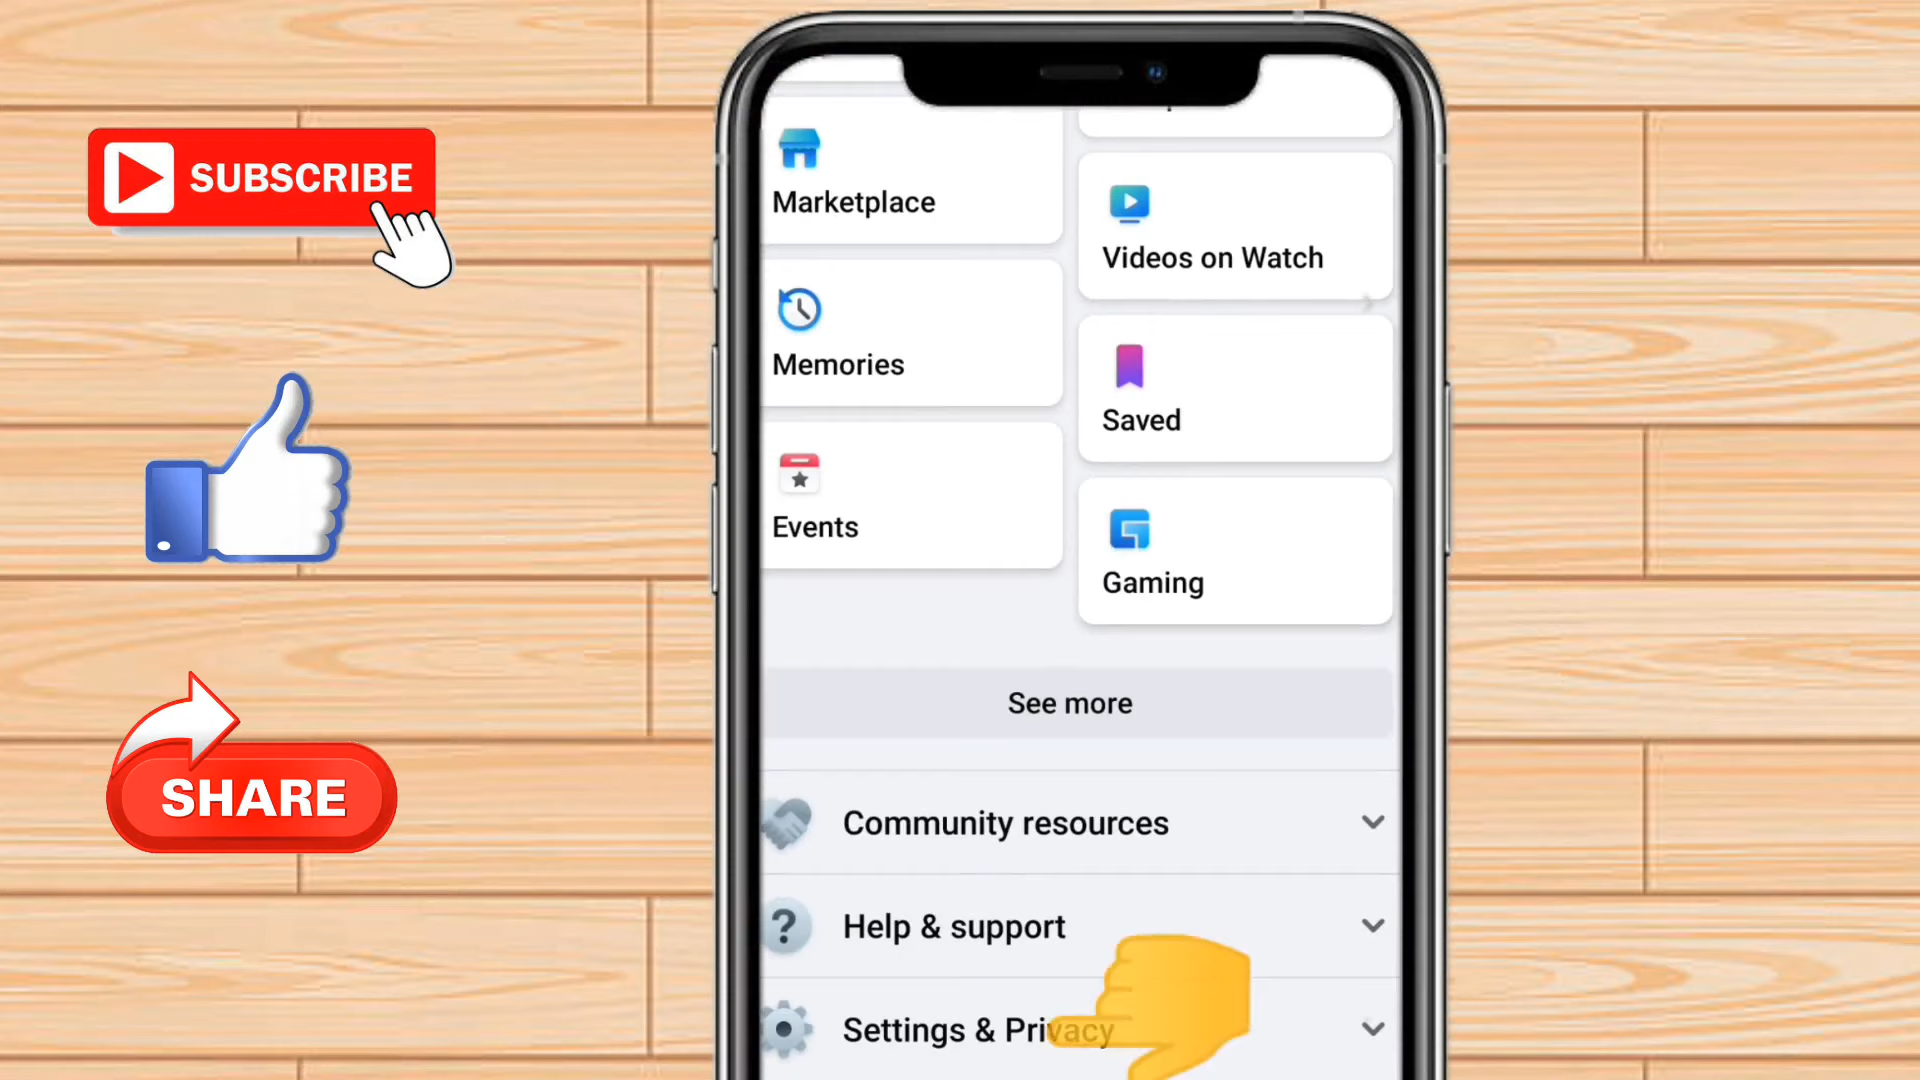 SUBSCRIBE
SHARE
Marketplace
Videos on Watch
Memories
Saved
Events
Gaming
See more
Community resources
Help & support
Settings & Privacy